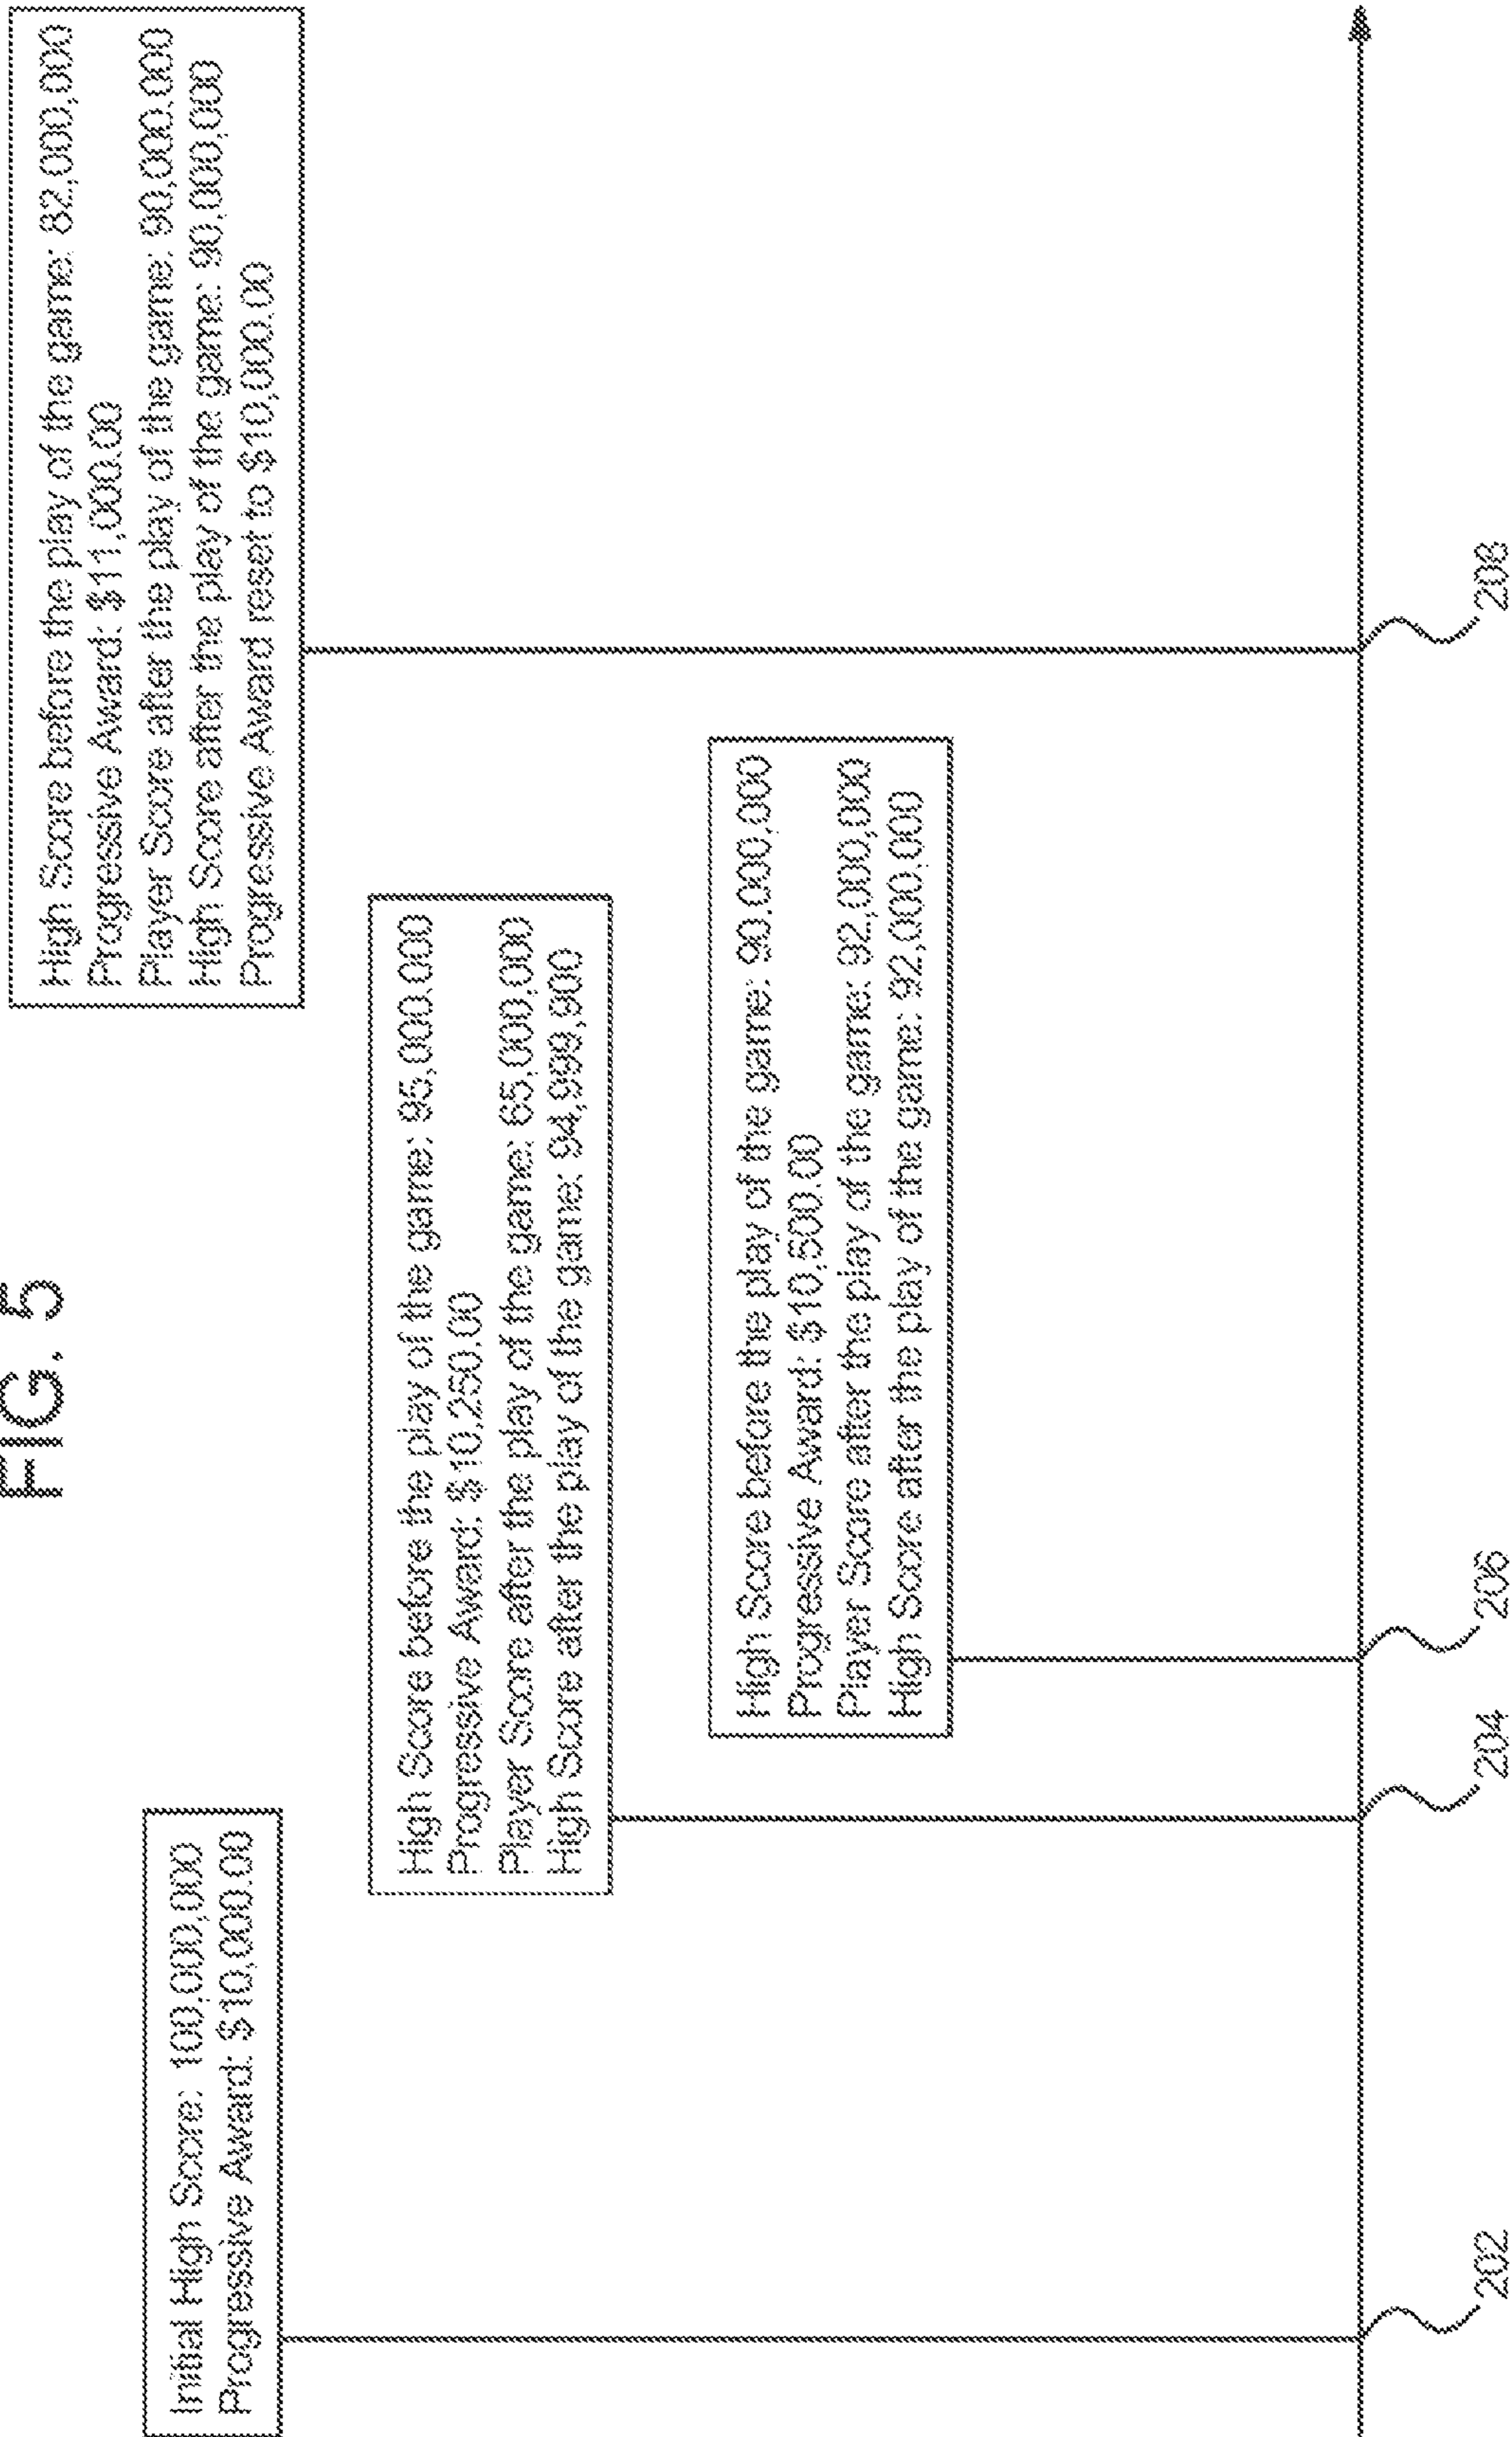 FIG. 5
Initial High Score: 100,000,000
Progressive Award: $10,000.00
High Score before the play of the game: 95,000,000
Progressive Award: $10,250.00
Player Score after the play of the game: 65,000,000
High Score after the play of the game: 94,999,900
High Score before the play of the game: 90,000,000
Progressive Award: $10,500.00
Player Score after the play of the game: 92,000,000
High Score after the play of the game: 92,000,000
High Score before the play of the game: 82,000,000
Progressive Award: $11,000.00
Player Score after the play of the game: 90,000,000
High Score after the play of the game: 90,000,000
Progressive Award reset to $10,000.00
202
204
206
208